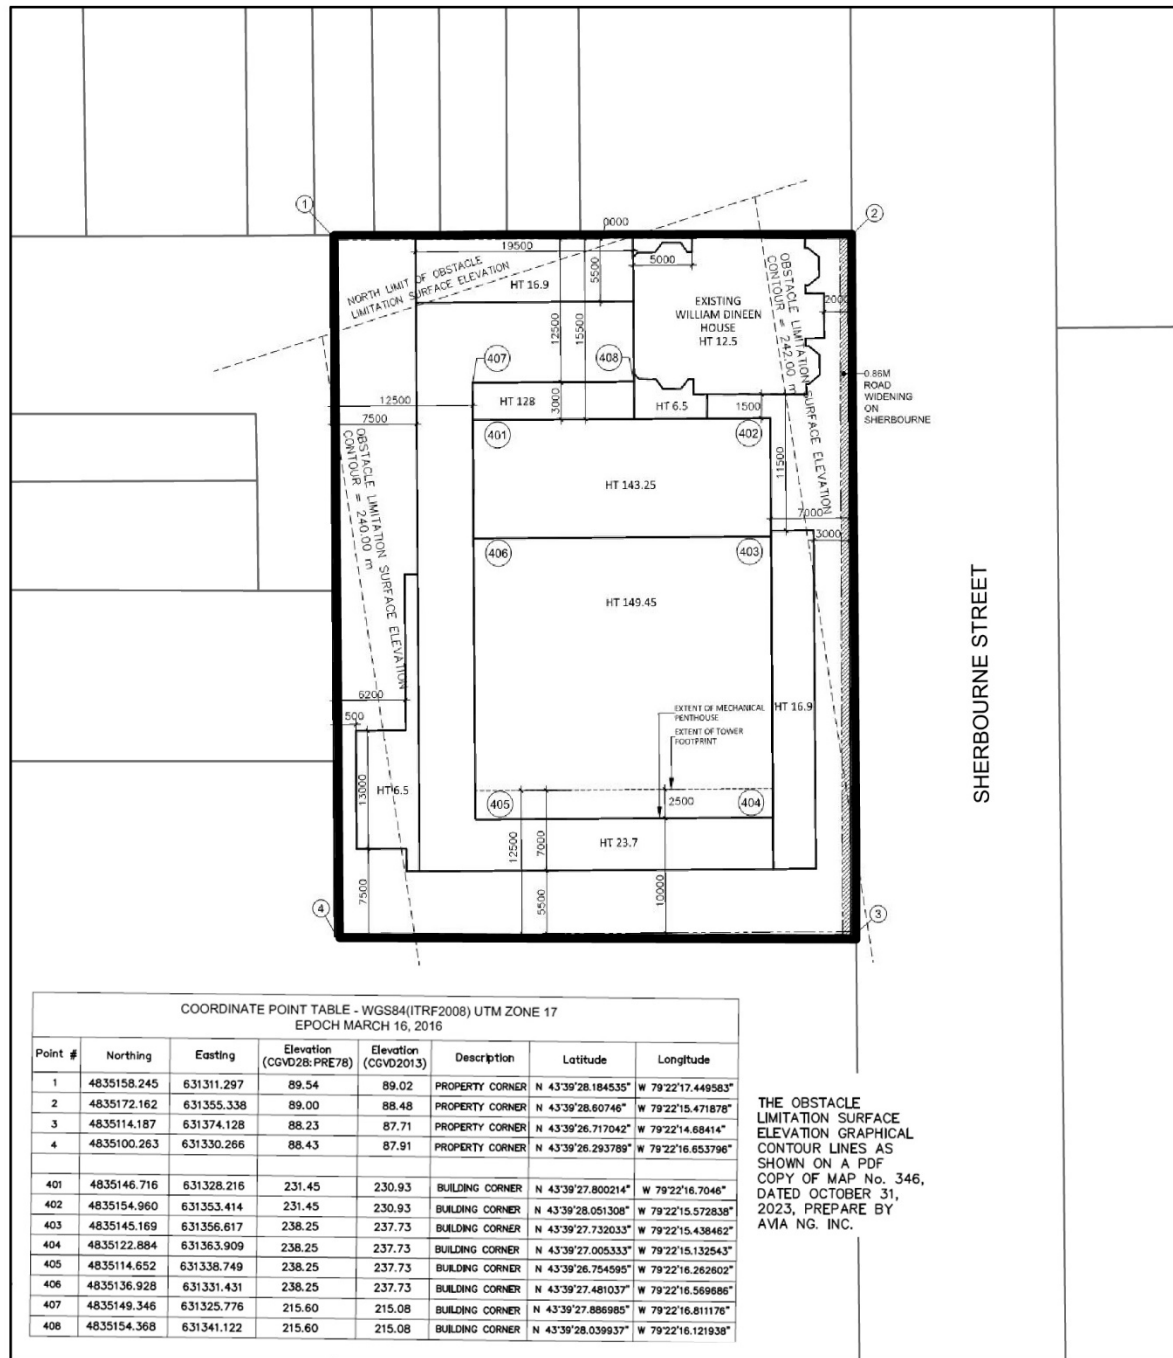 1
2
0000
19500
5000
5500
NORTH LIMIT OF OBSTACLE
LIMITATION SURFACE ELEVATION
HT 16.9
EXISTING
WILLIAM DINEEN
HOUSE
HT 12.5
OBSTACLE LIMITATION SURFACE ELEVATION
CONTOUR = 242.00 m
2000
12500
15500
407
408
0.86M
ROAD
WIDENING
ON
SHERBOURNE
12500
HT 128
3000
HT 6.5
1500
7500
401
402
OBSTACLE LIMITATION SURFACE ELEVATION
CONTOUR = 240.00 m
11500
HT 143.25
7000
3000
406
403
HT 149.45
SHERBOURNE STREET
6200
500
EXTENT OF MECHANICAL
PENTHOUSE
EXTENT OF TOWER
FOOTPRINT
HT 16.9
13000
HT 6.5
405
2500
404
12500
7000
HT 23.7
7500
5500
10000
4
3
COORDINATE POINT TABLE - WGS84(ITRF2008) UTM ZONE 17
EPOCH MARCH 16, 2016
Point # Northing Easting Elevation (CGVD28:PRE78) Elevation (CGVD2013) Description Latitude Longitude
1 4835158.245 631311.297 89.54 89.02 PROPERTY CORNER N 43°39'28.184535" W 79°22'17.449583"
2 4835172.162 631355.338 89.00 88.48 PROPERTY CORNER N 43°39'28.60746" W 79°22'15.471878"
3 4835114.187 631374.128 88.23 87.71 PROPERTY CORNER N 43°39'26.717042" W 79°22'14.68414"
4 4835100.263 631330.266 88.43 87.91 PROPERTY CORNER N 43°39'26.293789" W 79°22'16.653796"
401 4835146.716 631328.216 231.45 230.93 BUILDING CORNER N 43°39'27.800214" W 79°22'16.7046"
402 4835154.960 631353.414 231.45 230.93 BUILDING CORNER N 43°39'28.051308" W 79°22'15.572838"
403 4835145.169 631356.617 238.25 237.73 BUILDING CORNER N 43°39'27.732033" W 79°22'15.438462"
404 4835122.884 631363.909 238.25 237.73 BUILDING CORNER N 43°39'27.005333" W 79°22'15.132543"
405 4835114.652 631338.749 238.25 237.73 BUILDING CORNER N 43°39'26.754595" W 79°22'16.262602"
406 4835136.928 631331.431 238.25 237.73 BUILDING CORNER N 43°39'27.481037" W 79°22'16.569686"
407 4835149.346 631325.776 215.60 215.08 BUILDING CORNER N 43°39'27.886985" W 79°22'16.811176"
408 4835154.368 631341.122 215.60 215.08 BUILDING CORNER N 43°39'28.039937" W 79°22'16.121938"
THE OBSTACLE
LIMITATION SURFACE
ELEVATION GRAPHICAL
CONTOUR LINES AS
SHOWN ON A PDF
COPY OF MAP No. 346,
DATED OCTOBER 31,
2023, PREPARE BY
AVIA NG. INC.